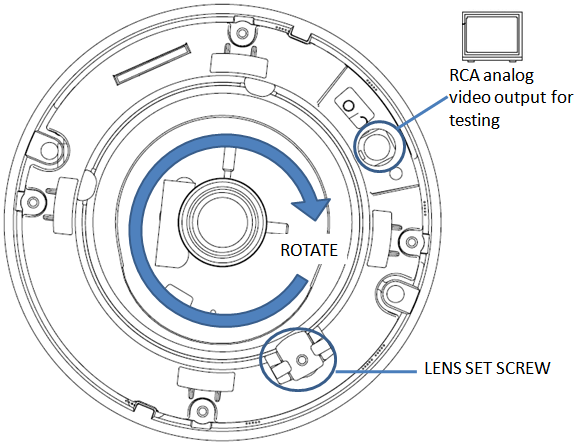 RCA analog
video output for
testing
ROTATE
LENS SET SCREW